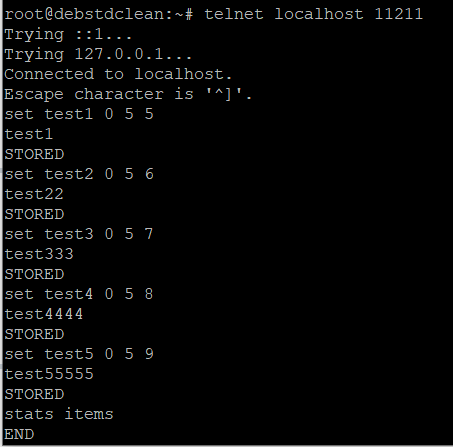 root@debstdclean:~# telnet localhost 11211
Trying ::1...
Trying 127.0.0.1...
Connected to localhost.
Escape character is '^]'.
set test1 0 5 5
test1
STORED
set test2 0 5 6
test22
STORED
set test3 0 5 7
test333
STORED
set test4 0 5 8
test4444
STORED
set test5 0 5 9
test55555
STORED
stats items
END